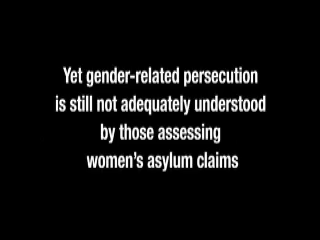 Yet gender-related persecution
is still not adequately understood
by those assessing
women's asylum claims